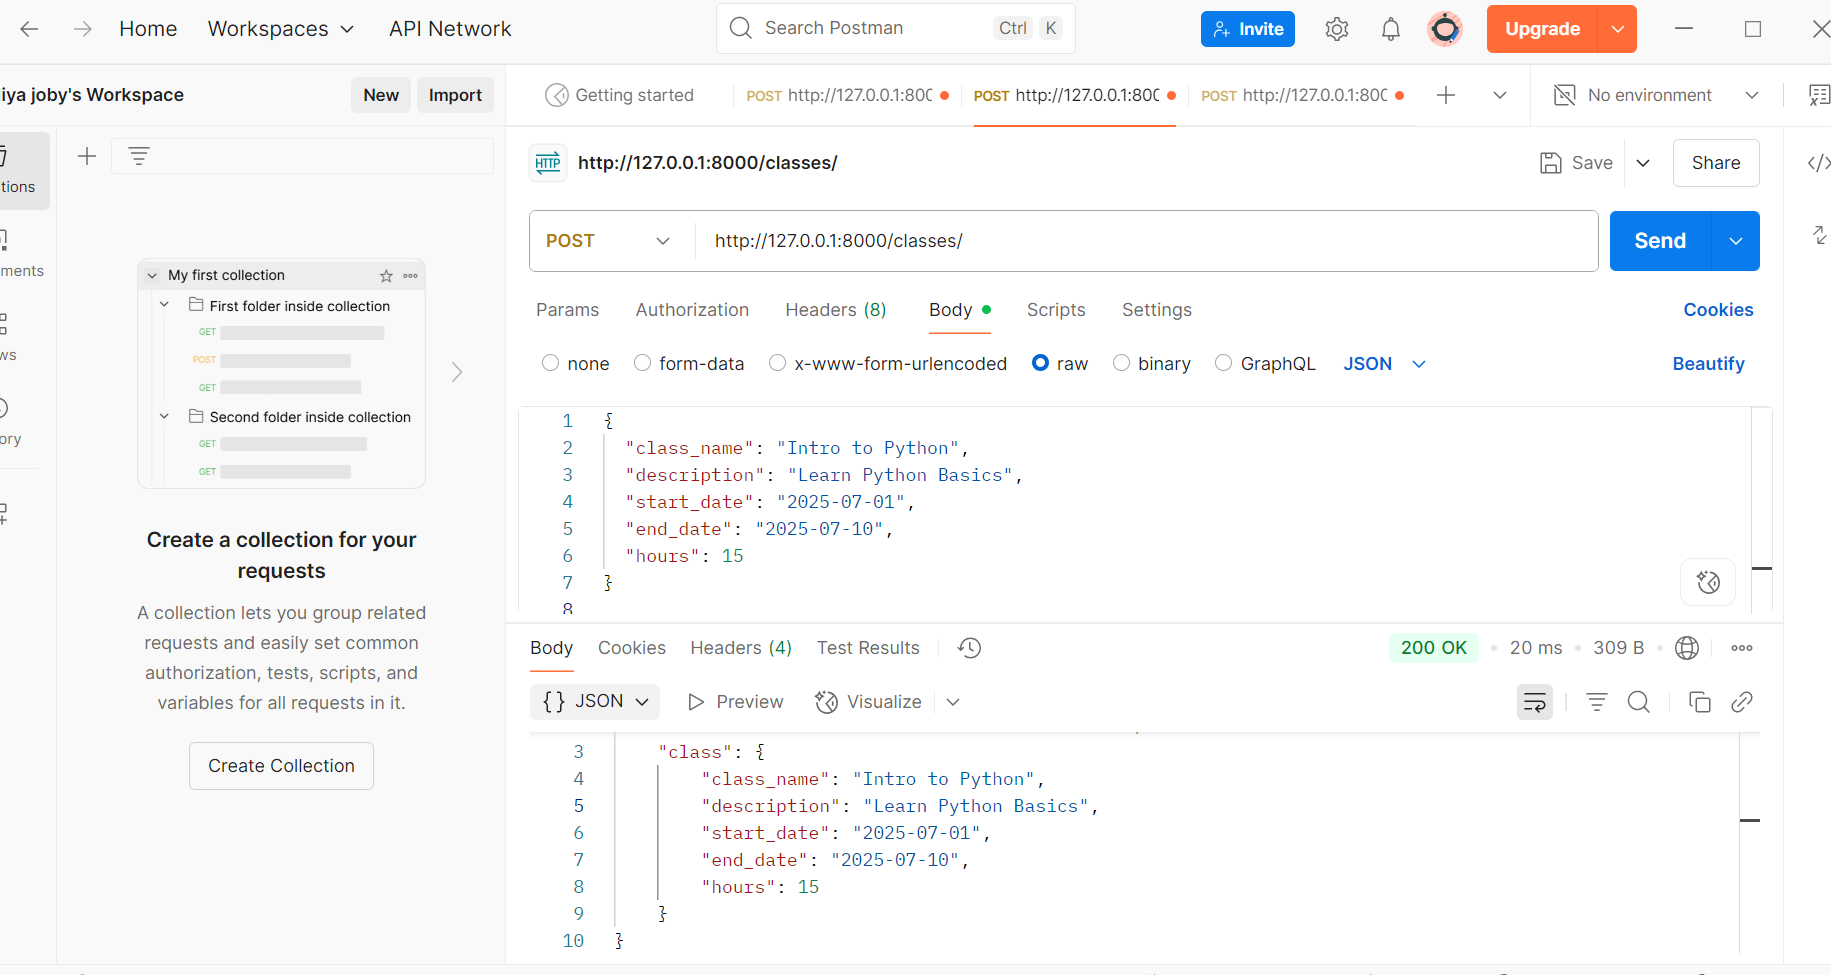 Home
Workspaces
API Network
Search Postman
Ctrl K
Invite
Upgrade
iya joby's Workspace
New
Import
Getting started
POST http://127.0.0.1:800
POST http://127.0.0.1:800
POST http://127.0.0.1:800
No environment
tions
ments
ws
ory
My first collection
First folder inside collection
GET
POST
GET
Second folder inside collection
GET
GET
Create a collection for your
requests
A collection lets you group related
requests and easily set common
authorization, tests, scripts, and
variables for all requests in it.
Create Collection
HTTP
http://127.0.0.1:8000/classes/
Save
Share
POST
http://127.0.0.1:8000/classes/
Send
Params
Authorization
Headers (8)
Body
Scripts
Settings
Cookies
none
form-data
x-www-form-urlencoded
raw
binary
GraphQL
JSON
Beautify
1 {
2 "class_name": "Intro to Python",
3 "description": "Learn Python Basics",
4 "start_date": "2025-07-01",
5 "end_date": "2025-07-10",
6 "hours": 15
7 }
8
Body
Cookies
Headers (4)
Test Results
200 OK
20 ms
309 B
{} JSON
Preview
Visualize
3 "class": {
4 "class_name": "Intro to Python",
5 "description": "Learn Python Basics",
6 "start_date": "2025-07-01",
7 "end_date": "2025-07-10",
8 "hours": 15
9 }
10 }